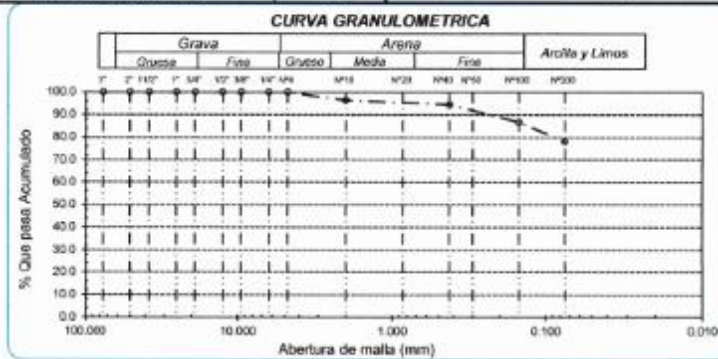 CURVA GRANULOMETRICA
Grava Arena Arcilla y Limos
Gruesa Fina Grueso Media Fina
3" 2" 1 1/2" 1" 3/4" 1/2" 3/8" 1/4" Nº4 Nº10 Nº20 Nº40 Nº50 Nº100 Nº200
100.0
90.0
80.0
70.0
60.0
50.0
40.0
30.0
20.0
10.0
0.0
% Que pasa Acumulado
100.000 10.000 1.000 0.100 0.010
Abertura de malla (mm)